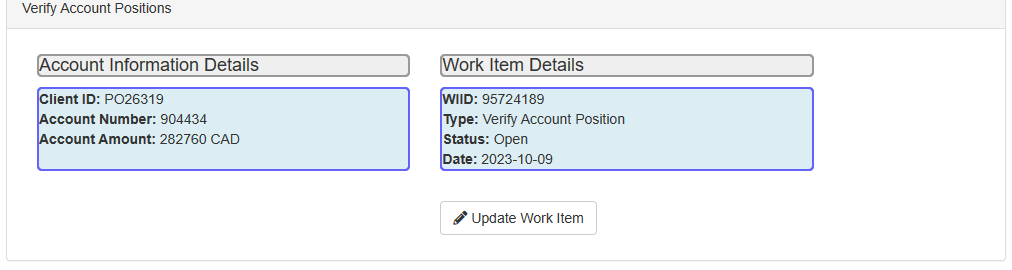 Verify Account Positions
Account Information Details
Client ID: PO26319
Account Number: 904434
Account Amount: 282760 CAD
Work Item Details
WIID: 95724189
Type: Verify Account Position
Status: Open
Date: 2023-10-09
Update Work Item